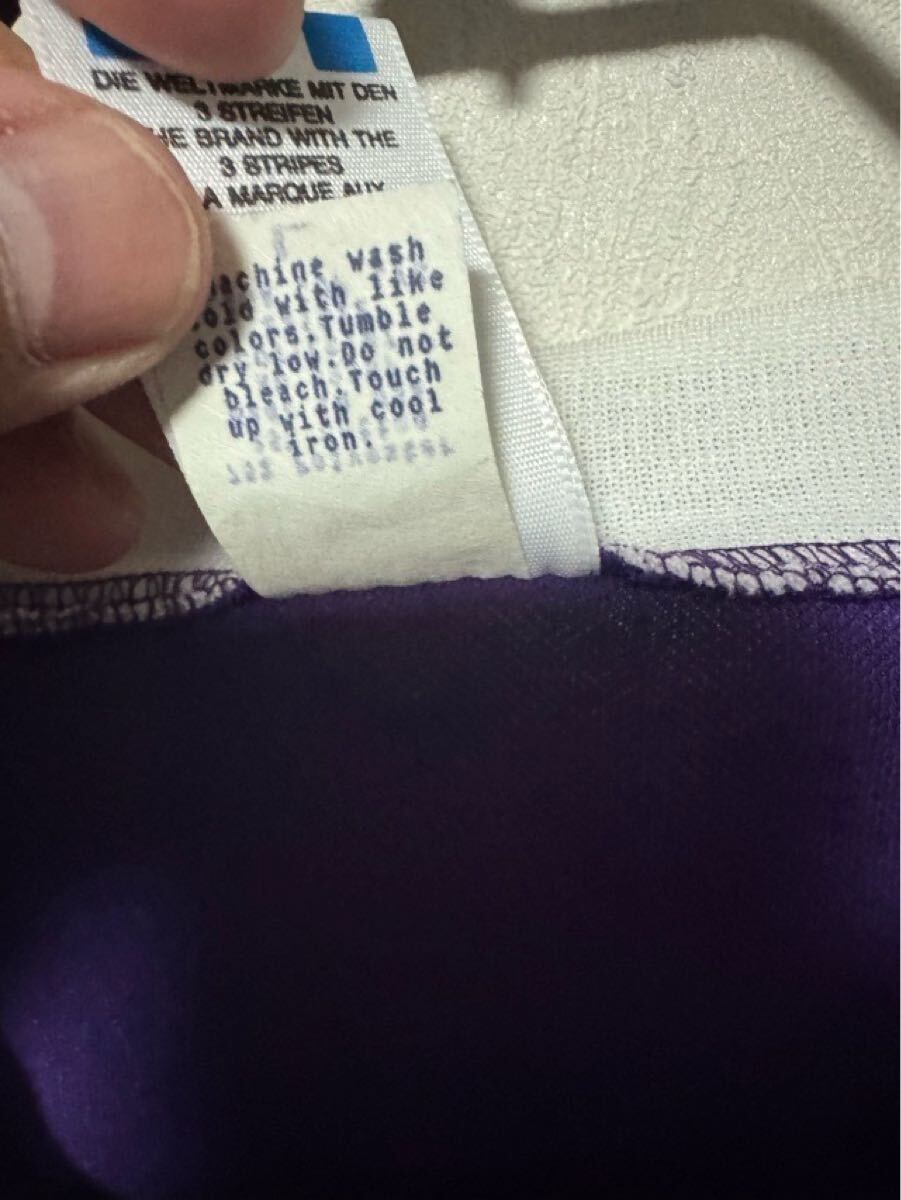 DIE WELTMARKE MIT DEN
3 STREIFEN
HE BRAND WITH THE
3 STRIPES
A MARQUE AUX
achine wash
old with like
colors.Tumble
dry low.Do not
bleach.Touch
up with cool
iron.